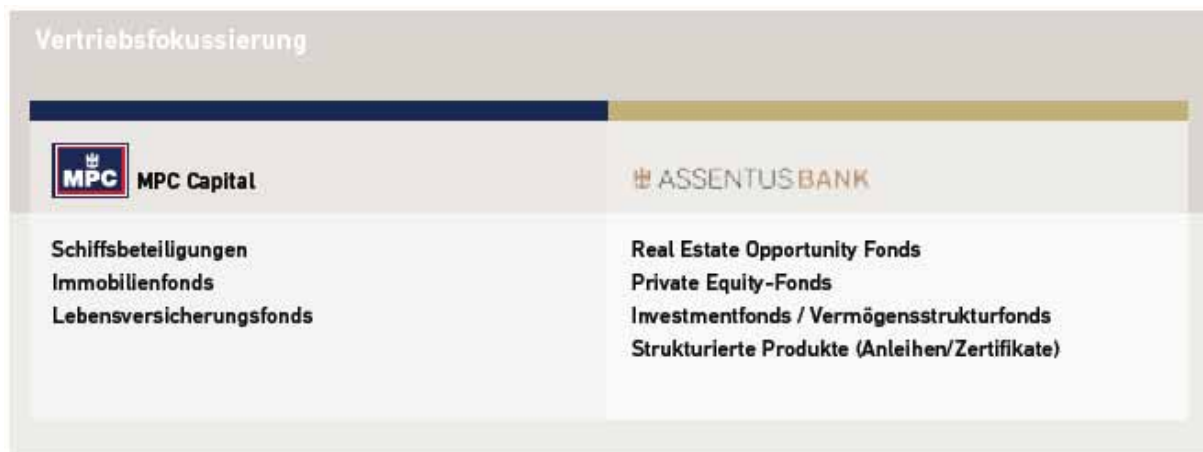 Vertriebsfokussierung
MPC MPC Capital
Schiffsbeteiligungen
Immobilienfonds
Lebensversicherungsfonds
ASSENTUS BANK
Real Estate Opportunity Fonds
Private Equity-Fonds
Investmentfonds / Vermögensstrukturfonds
Strukturierte Produkte (Anleihen/Zertifikate)